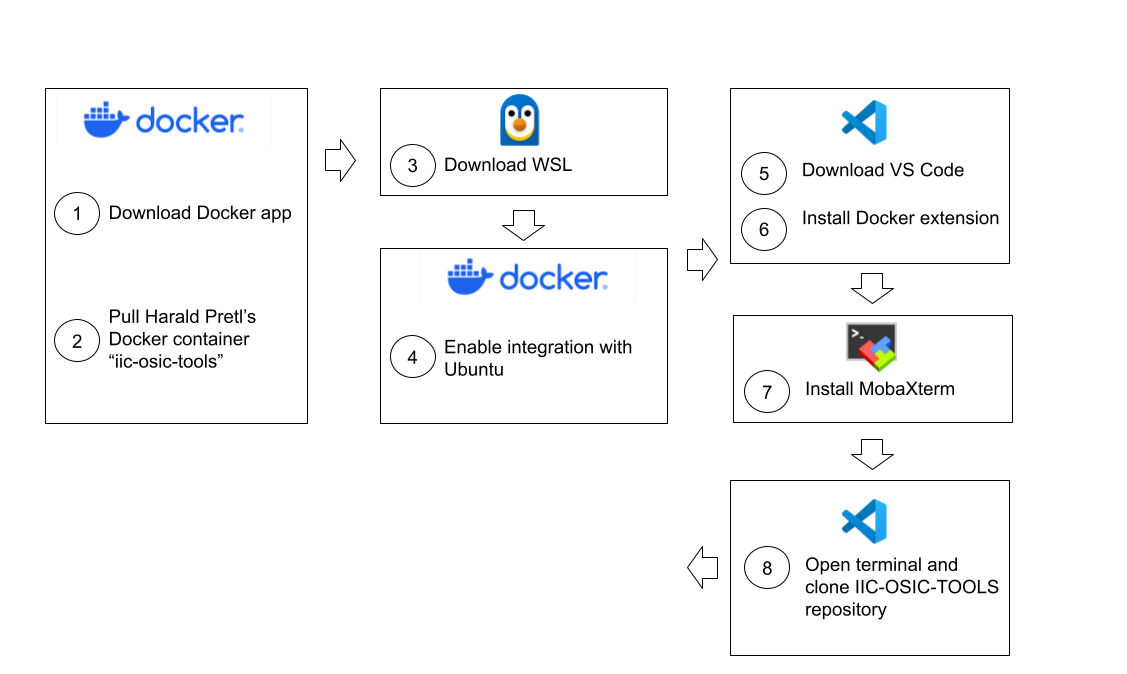 docker.
1
Download Docker app
2
Pull Harald Pretl’s
Docker container
“iic-osic-tools”
3
Download WSL
docker.
4
Enable integration with
Ubuntu
5
Download VS Code
6
Install Docker extension
>_
7
Install MobaXterm
8
Open terminal and
clone IIC-OSIC-TOOLS
repository